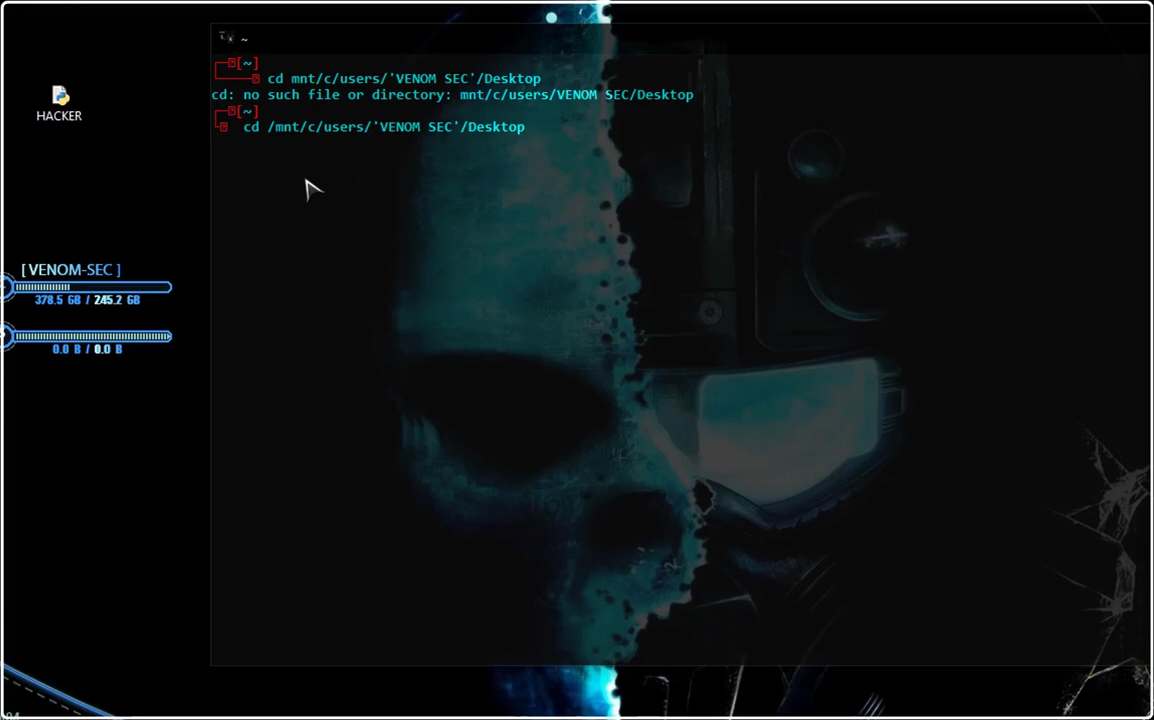 ~
[~]
cd mnt/c/users/'VENOM SEC'/Desktop
cd: no such file or directory: mnt/c/users/VENOM SEC/Desktop
[~]
cd /mnt/c/users/'VENOM SEC'/Desktop
HACKER
[ VENOM-SEC ]
378.5 GB / 245.2 GB
0.0 B / 0.0 B